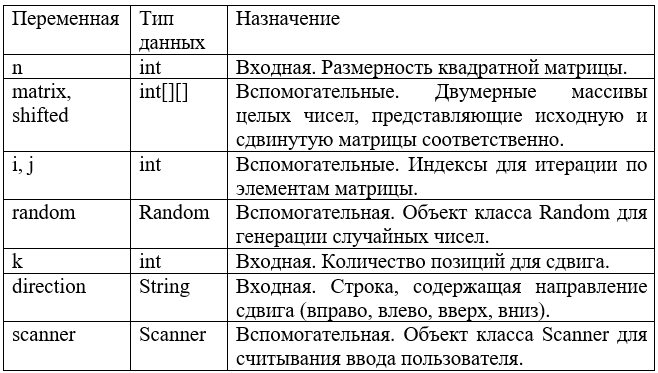 Переменная Тип данных Назначение
n int Входная. Размерность квадратной матрицы.
matrix, shifted int[][] Вспомогательные. Двумерные массивы
целых чисел, представляющие исходную и
сдвинутую матрицы соответственно.
i, j int Вспомогательные. Индексы для итерации по
элементам матрицы.
random Random Вспомогательная. Объект класса Random для
генерации случайных чисел.
k int Входная. Количество позиций для сдвига.
direction String Входная. Строка, содержащая направление
сдвига (вправо, влево, вверх, вниз).
scanner Scanner Вспомогательная. Объект класса Scanner для
считывания ввода пользователя.